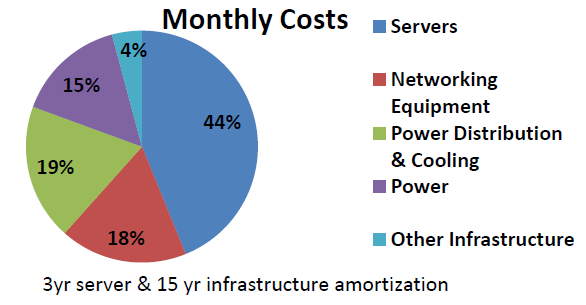 Monthly Costs
4%
15%
44%
19%
18%
Servers
Networking
Equipment
Power Distribution
& Cooling
Power
Other Infrastructure
3yr server & 15 yr infrastructure amortization